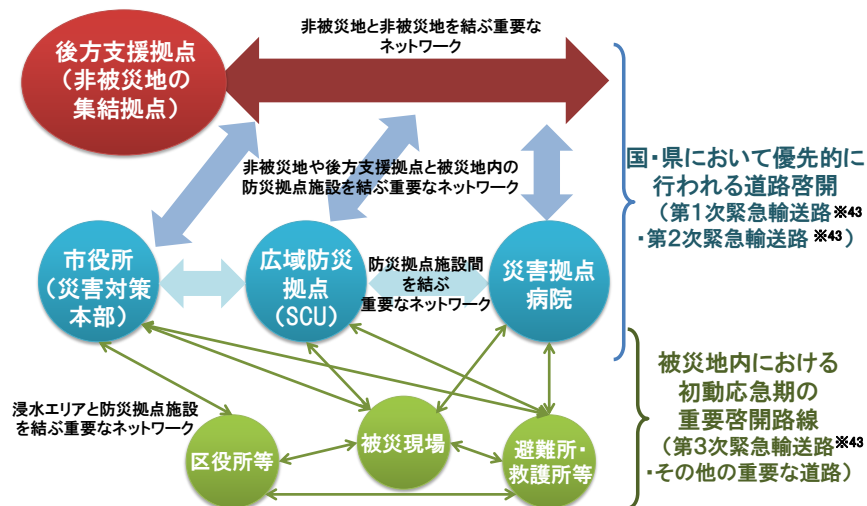 非被災地と非被災地を結ぶ重要な
ネットワーク
後方支援拠点
(非被災地の
集結拠点)
非被災地や後方支援拠点と被災地内の
防災拠点施設を結ぶ重要なネットワーク
国・県において優先的に
行われる道路啓開
(第1次緊急輸送路※43
・第2次緊急輸送路※43)
市役所
(災害対策
本部)
広域防災
拠点
(SCU)
防災拠点施設間
を結ぶ
重要なネットワーク
災害拠点
病院
被災地内における
初動応急期の
重要啓開路線
(第3次緊急輸送路※43
・その他の重要な道路)
浸水エリアと防災拠点施設
を結ぶ重要なネットワーク
区役所等
被災現場
避難所・
救護所等